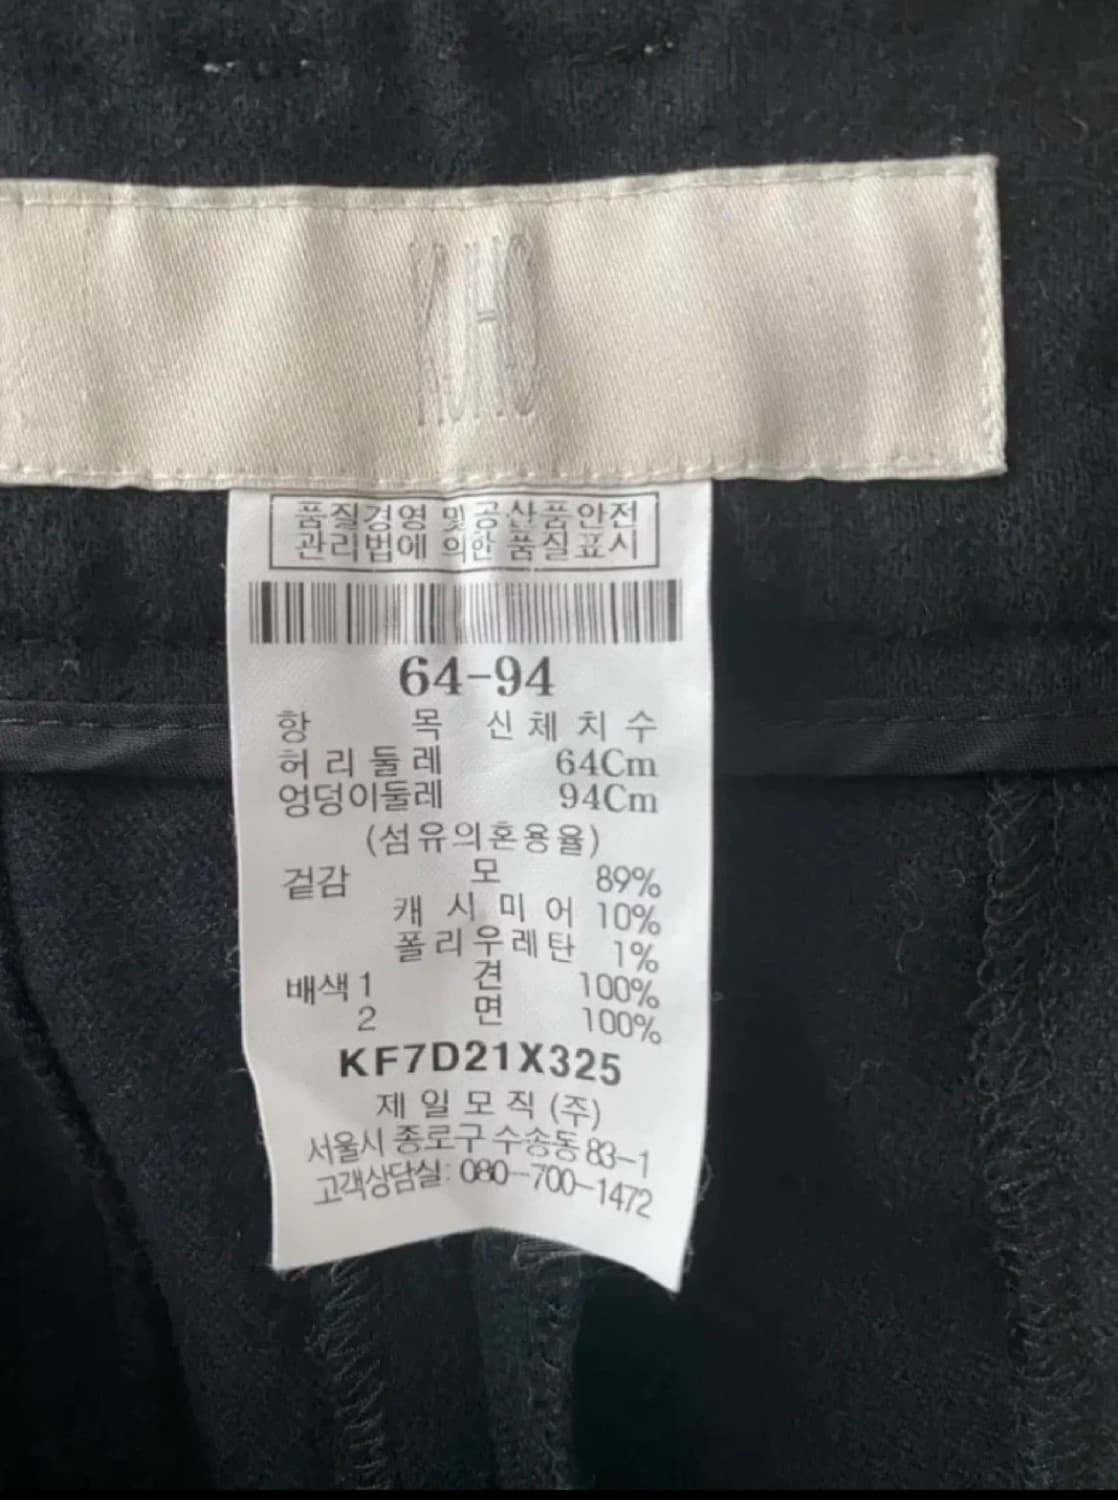 KUHO
품질경영 및 공산품안전
관리법에 의한 품질표시
64-94
항 목 신체치수
허리둘레 64Cm
엉덩이둘레 94Cm
(섬유의혼용율)
겉감 모 89%
캐시미어 10%
폴리우레탄 1%
배색 1 견 100%
2 면 100%
KF7D21X325
제일모직(주)
서울시 종로구 수송동 83-1
고객상담실: 080-700-1472